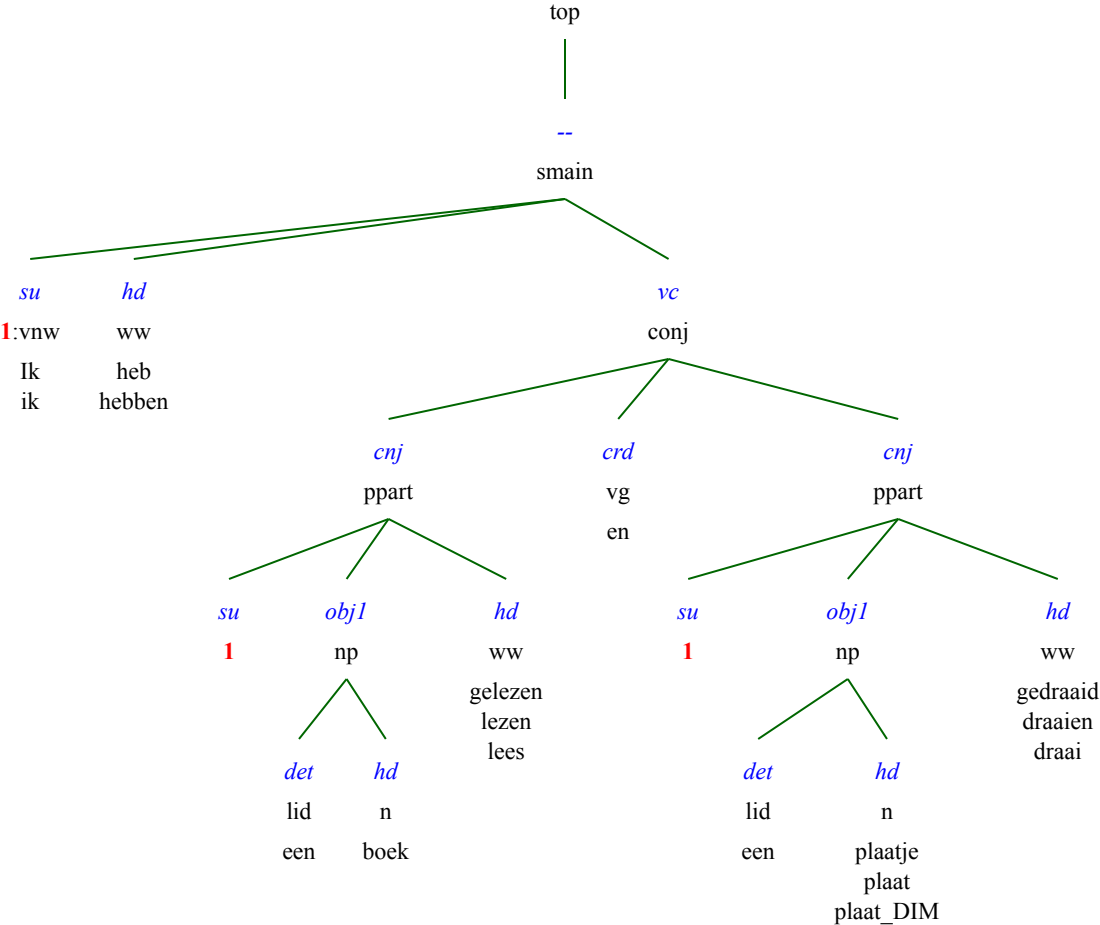 top
--
smain
su hd vc
1:vnw ww conj
Ik heb
ik hebben
cnj crd cnj
ppart vg ppart
en
su obj1 hd su obj1 hd
1 np ww 1 np ww
gelezen gedraaid
lezen draaien
lees draai
det hd det hd
lid n lid n
een boek een plaatje
plaat
plaat_DIM